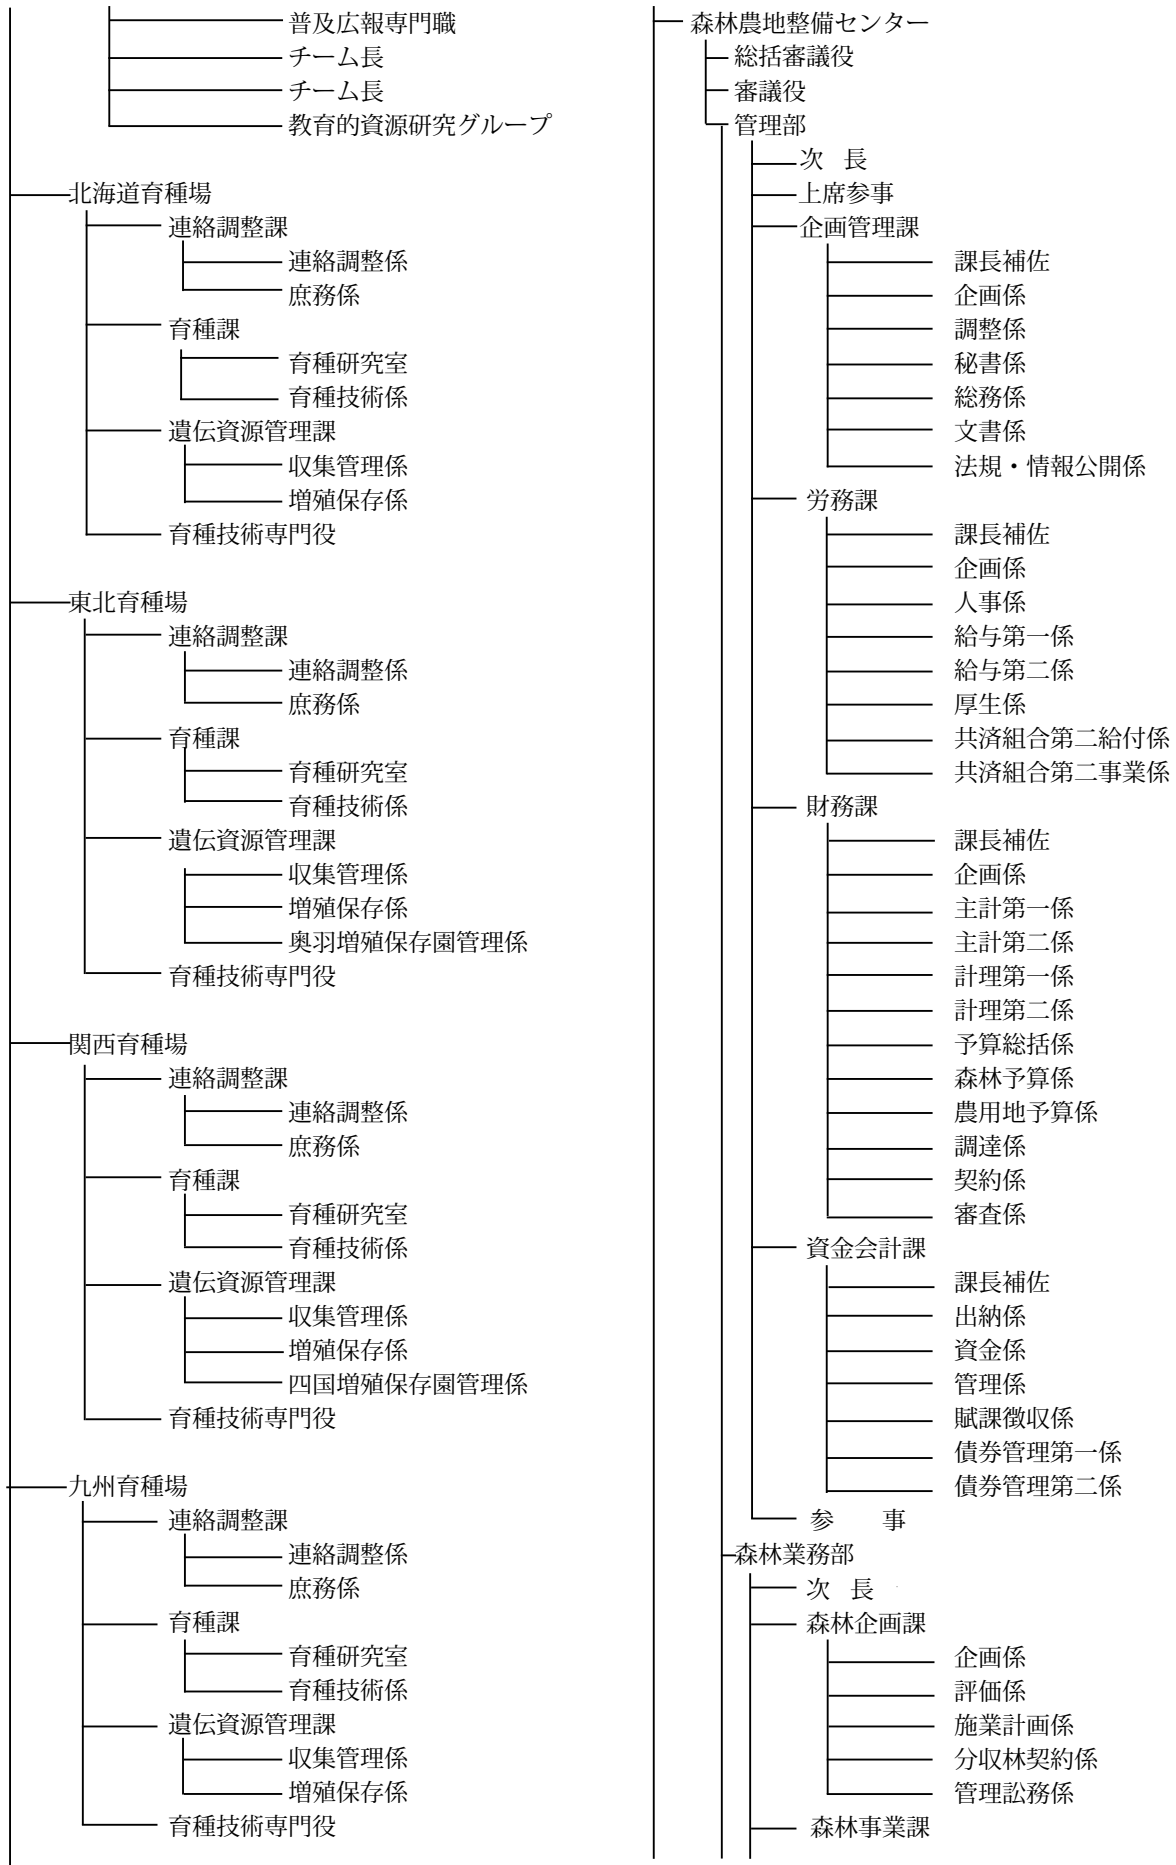 普及広報専門職
チーム長
チーム長
教育的資源研究グループ
北海道育種場
連絡調整課
連絡調整係
庶務係
育種課
育種研究室
育種技術係
遺伝資源管理課
収集管理係
増殖保存係
育種技術専門役
東北育種場
連絡調整課
連絡調整係
庶務係
育種課
育種研究室
育種技術係
遺伝資源管理課
収集管理係
増殖保存係
奥羽増殖保存園管理係
育種技術専門役
関西育種場
連絡調整課
連絡調整係
庶務係
育種課
育種研究室
育種技術係
遺伝資源管理課
収集管理係
増殖保存係
四国増殖保存園管理係
育種技術専門役
九州育種場
連絡調整課
連絡調整係
庶務係
育種課
育種研究室
育種技術係
遺伝資源管理課
収集管理係
増殖保存係
育種技術専門役
森林農地整備センター
総括審議役
審議役
管理部
次 長
上席参事
企画管理課
課長補佐
企画係
調整係
秘書係
総務係
文書係
法規・情報公開係
労務課
課長補佐
企画係
人事係
給与第一係
給与第二係
厚生係
共済組合第二給付係
共済組合第二事業係
財務課
課長補佐
企画係
主計第一係
主計第二係
計理第一係
計理第二係
予算総括係
森林予算係
農用地予算係
調達係
契約係
審査係
資金会計課
課長補佐
出納係
資金係
管理係
賦課徴収係
債券管理第一係
債券管理第二係
参 事
森林業務部
次 長
森林企画課
企画係
評価係
施業計画係
分収林契約係
管理訟務係
森林事業課